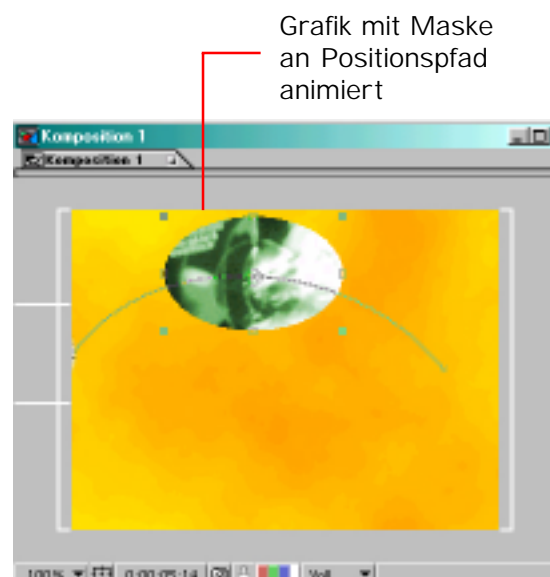 Grafik mit Maske
an Positionspfad
animiert
Komposition 1
Komposition 1
100% 0:00:05:14 Voll